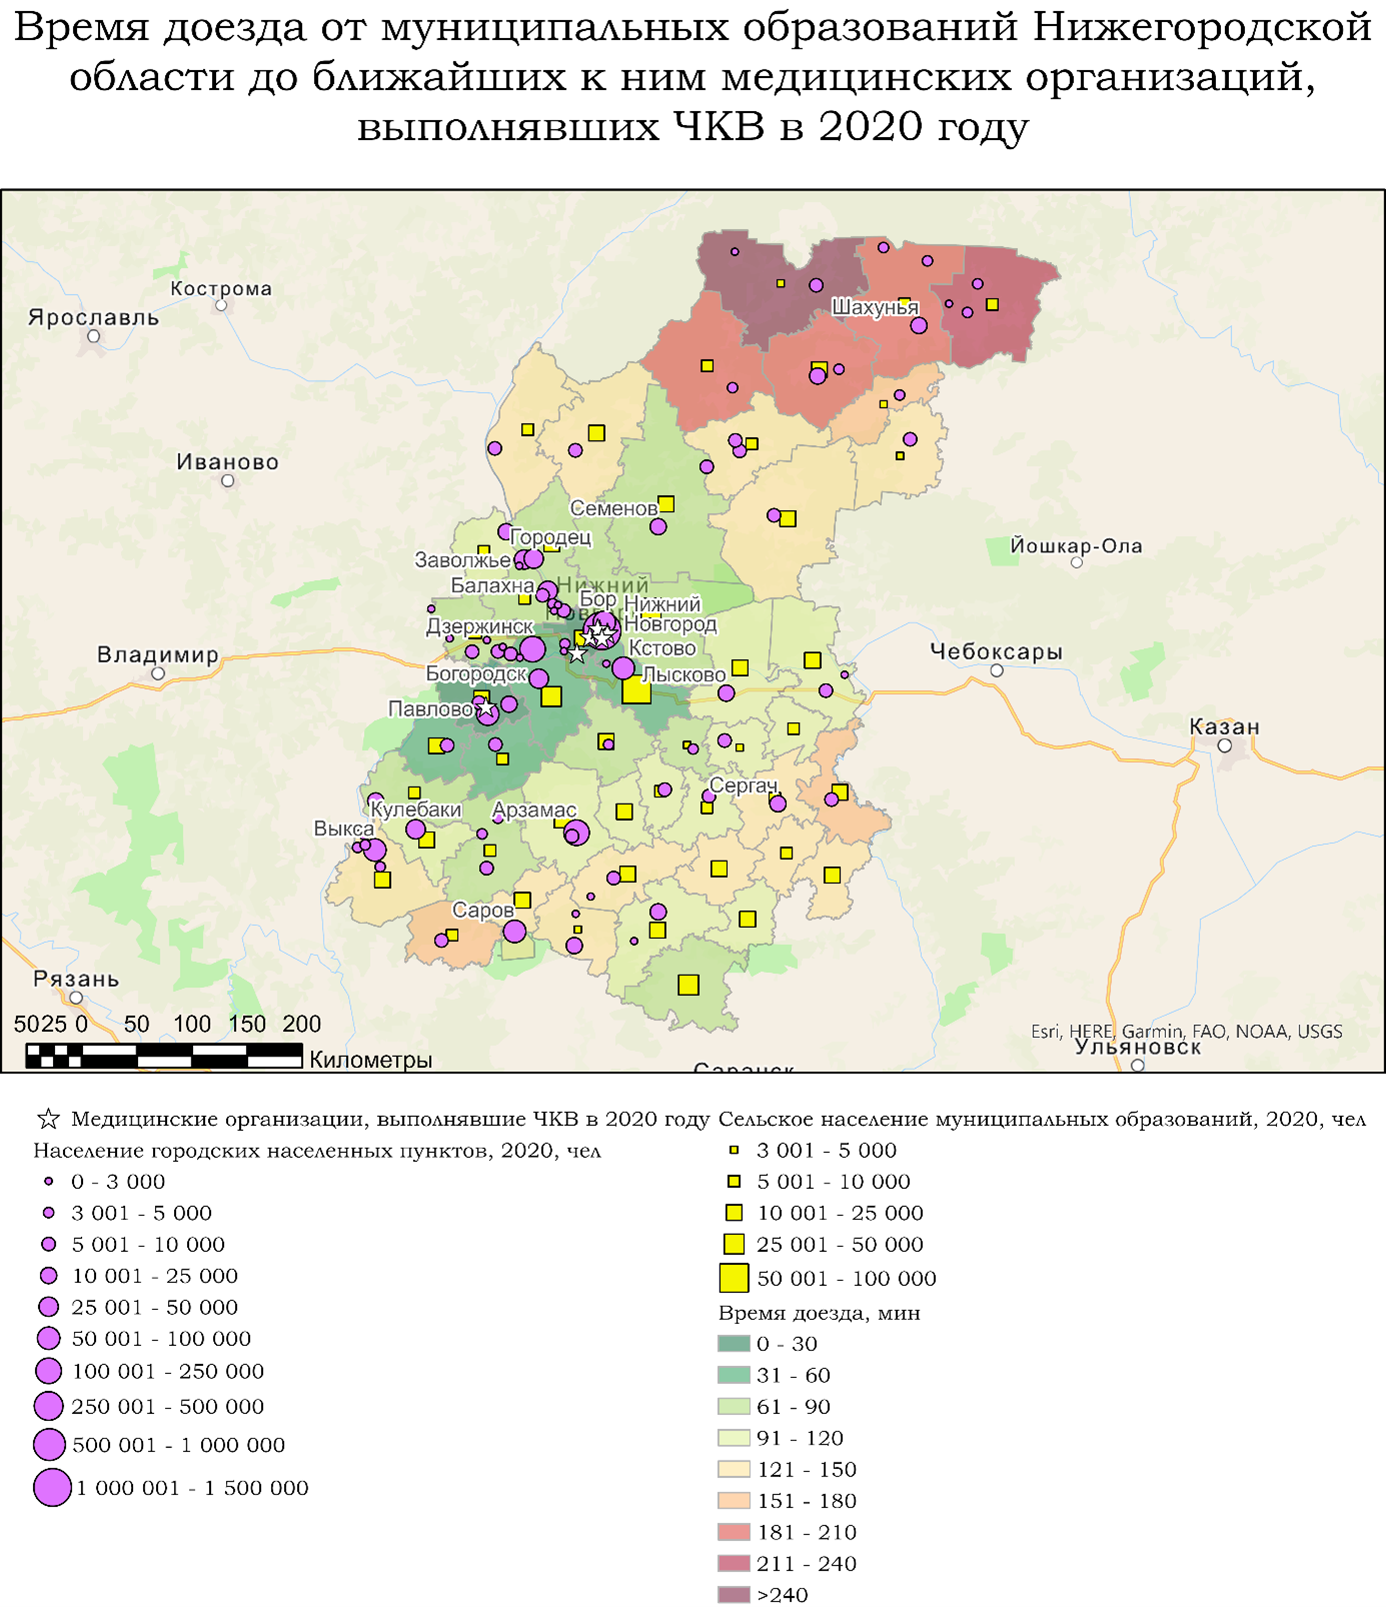 Время доезда от муниципальных образований Нижегородской
области до ближайших к ним медицинских организаций,
выполнявших ЧКВ в 2020 году
Кострома
Ярославль
Шахунья
Иваново
Семенов
Городец
Йошкар-Ола
Заволжье
Балахна
Нижний
Бор
Нижний
Новгород
Дзержинск
Кстово
Владимир
Чебоксары
Богородск
Лысково
Павлово
Казань
Сергач
Кулебаки
Арзамас
Выкса
Саров
Рязань
50 25 0 50 100 150 200
Километры
Esri, HERE, Garmin, FAO, NOAA, USGS
Ульяновск
Саранск
Медицинские организации, выполнявшие ЧКВ в 2020 году
Население городских населенных пунктов, 2020, чел
0 - 3 000
3 001 - 5 000
5 001 - 10 000
10 001 - 25 000
25 001 - 50 000
50 001 - 100 000
100 001 - 250 000
250 001 - 500 000
500 001 - 1 000 000
1 000 001 - 1 500 000
Сельское население муниципальных образований, 2020, чел
3 001 - 5 000
5 001 - 10 000
10 001 - 25 000
25 001 - 50 000
50 001 - 100 000
Время доезда, мин
0 - 30
31 - 60
61 - 90
91 - 120
121 - 150
151 - 180
181 - 210
211 - 240
>240